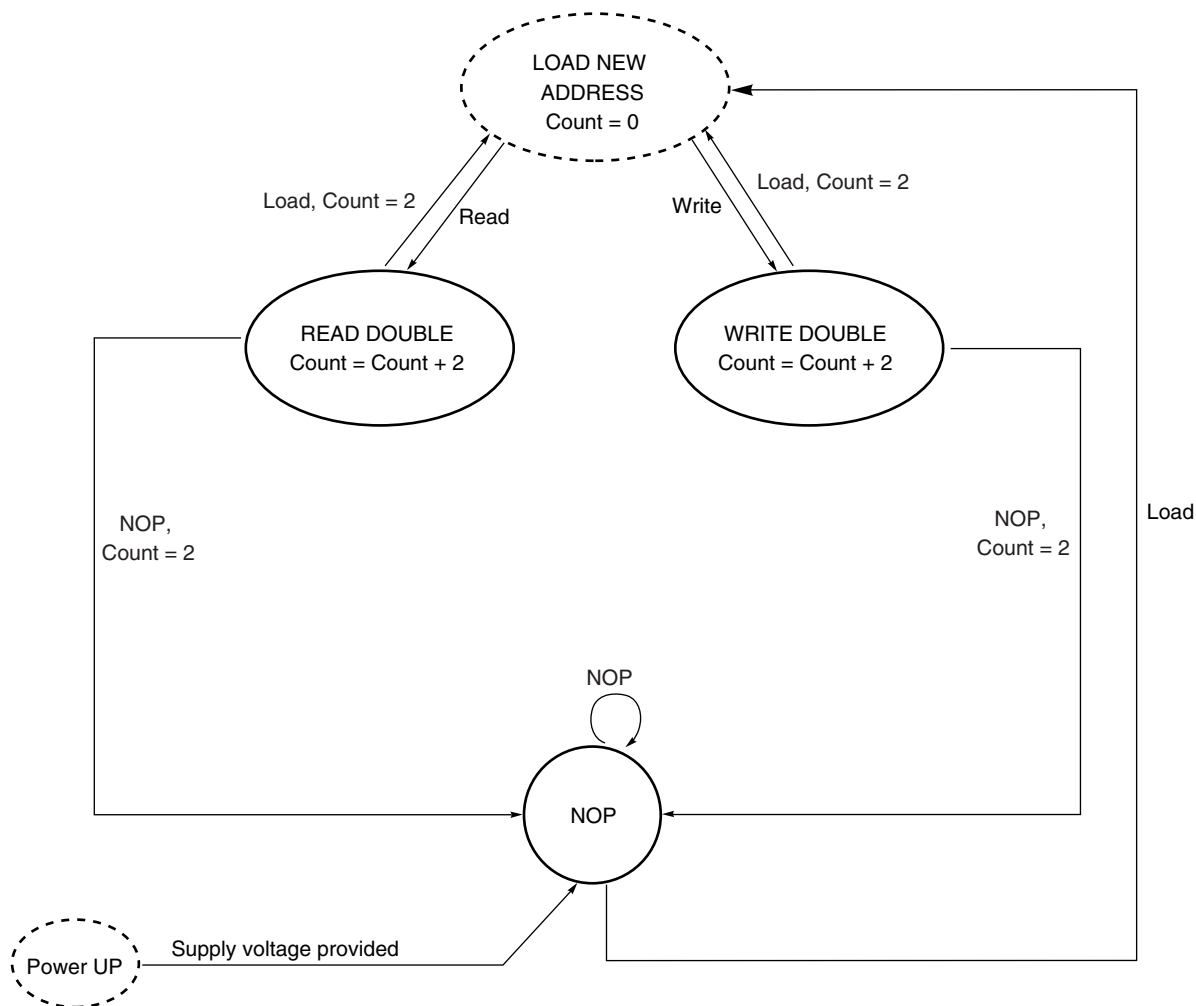 LOAD NEW
ADDRESS
Count = 0
Load, Count = 2
Read
Write
Load, Count = 2
READ DOUBLE
Count = Count + 2
WRITE DOUBLE
Count = Count + 2
NOP,
Count = 2
NOP,
Count = 2
Load
NOP
NOP
Supply voltage provided
Power UP